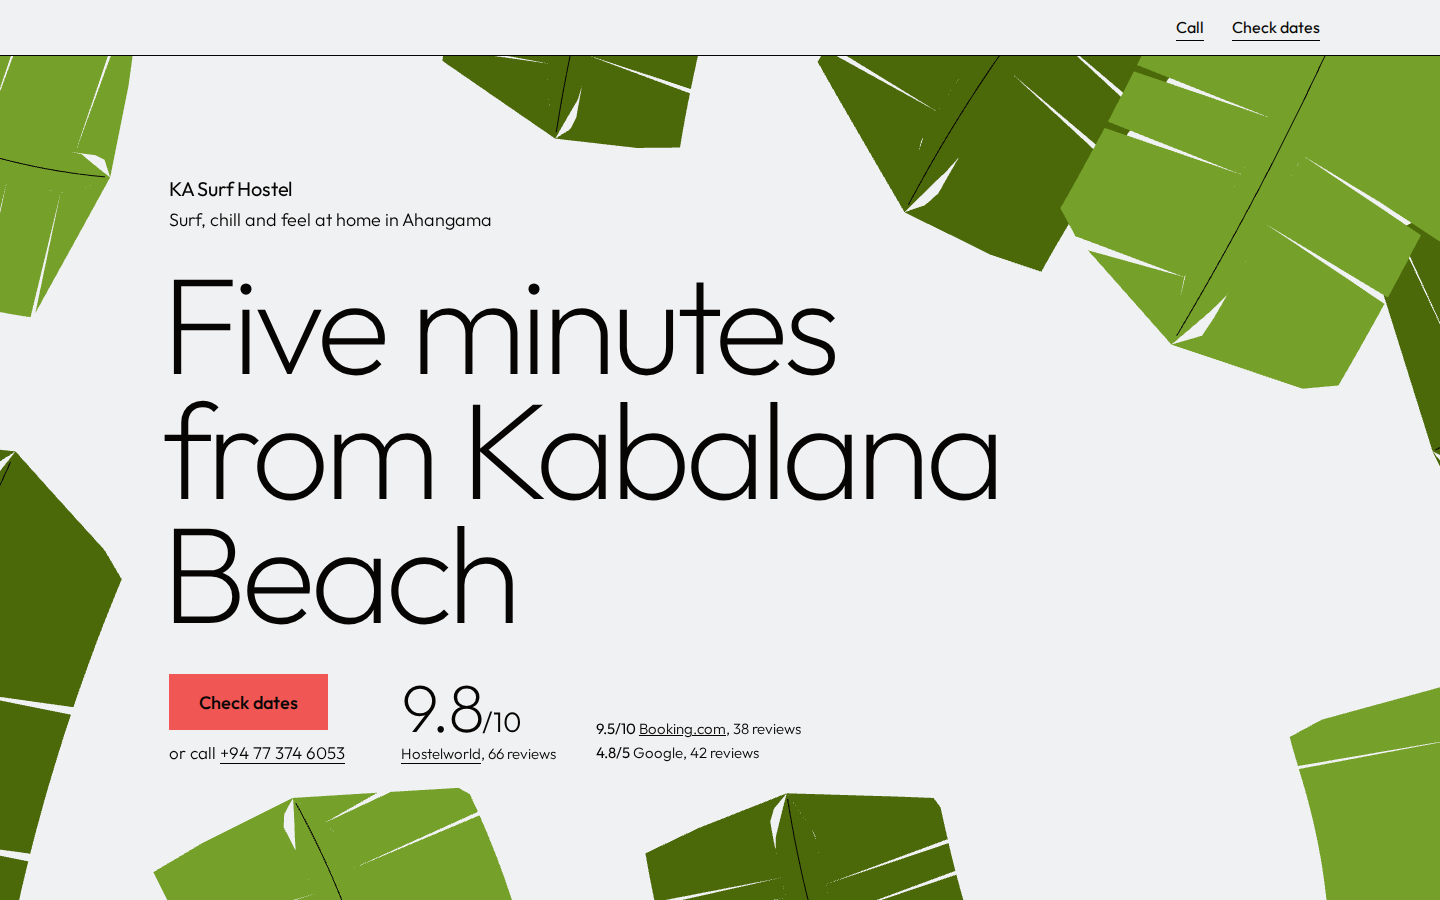 Call
Check dates
KA Surf Hostel
Surf, chill and feel at home in Ahangama
Five minutes
from Kabalana
Beach
Check dates
or call +94 77 374 6053
9.8/10
Hostelworld, 66 reviews
9.5/10 Booking.com, 38 reviews
4.8/5 Google, 42 reviews